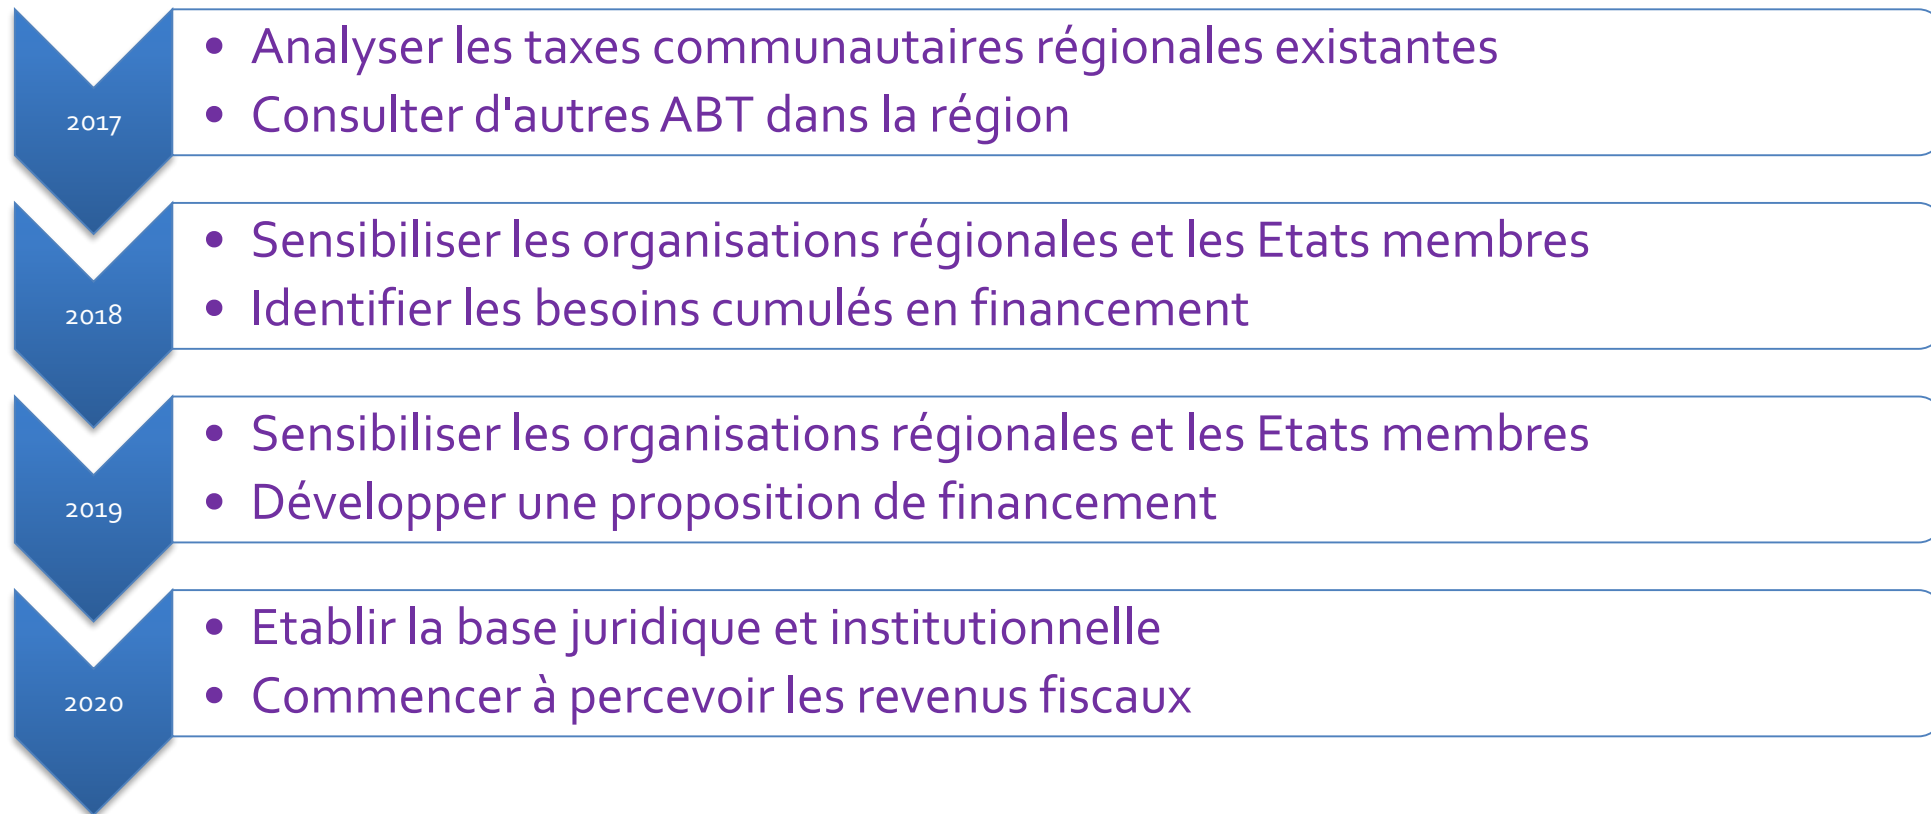 2017
• Analyser les taxes communautaires régionales existantes
• Consulter d'autres ABT dans la région
2018
• Sensibiliser les organisations régionales et les Etats membres
• Identifier les besoins cumulés en financement
2019
• Sensibiliser les organisations régionales et les Etats membres
• Développer une proposition de financement
2020
• Etablir la base juridique et institutionnelle
• Commencer à percevoir les revenus fiscaux